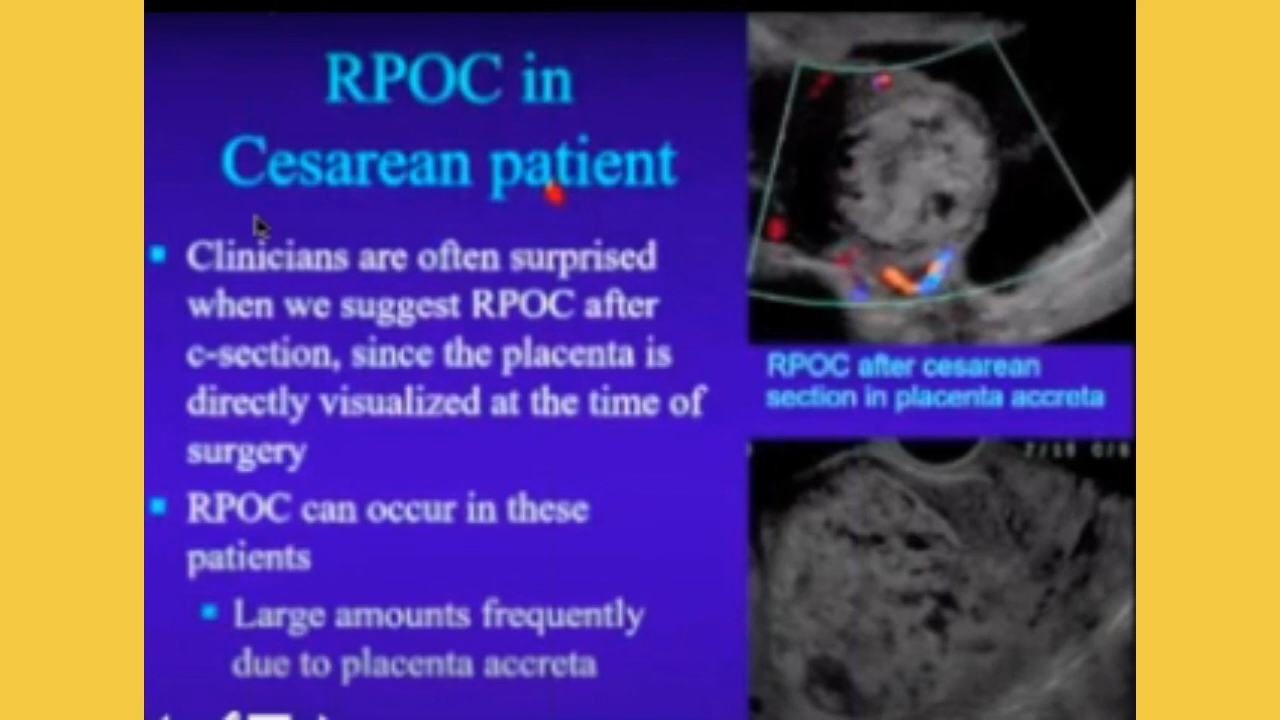 RPOC in
Cesarean patient
Clinicians are often surprised
when we suggest RPOC after
c-section, since the placenta is
directly visualized at the time of
surgery
RPOC can occur in these
patients
Large amounts frequently
due to placenta accreta
RPOC after cesarean
section in placenta accreta